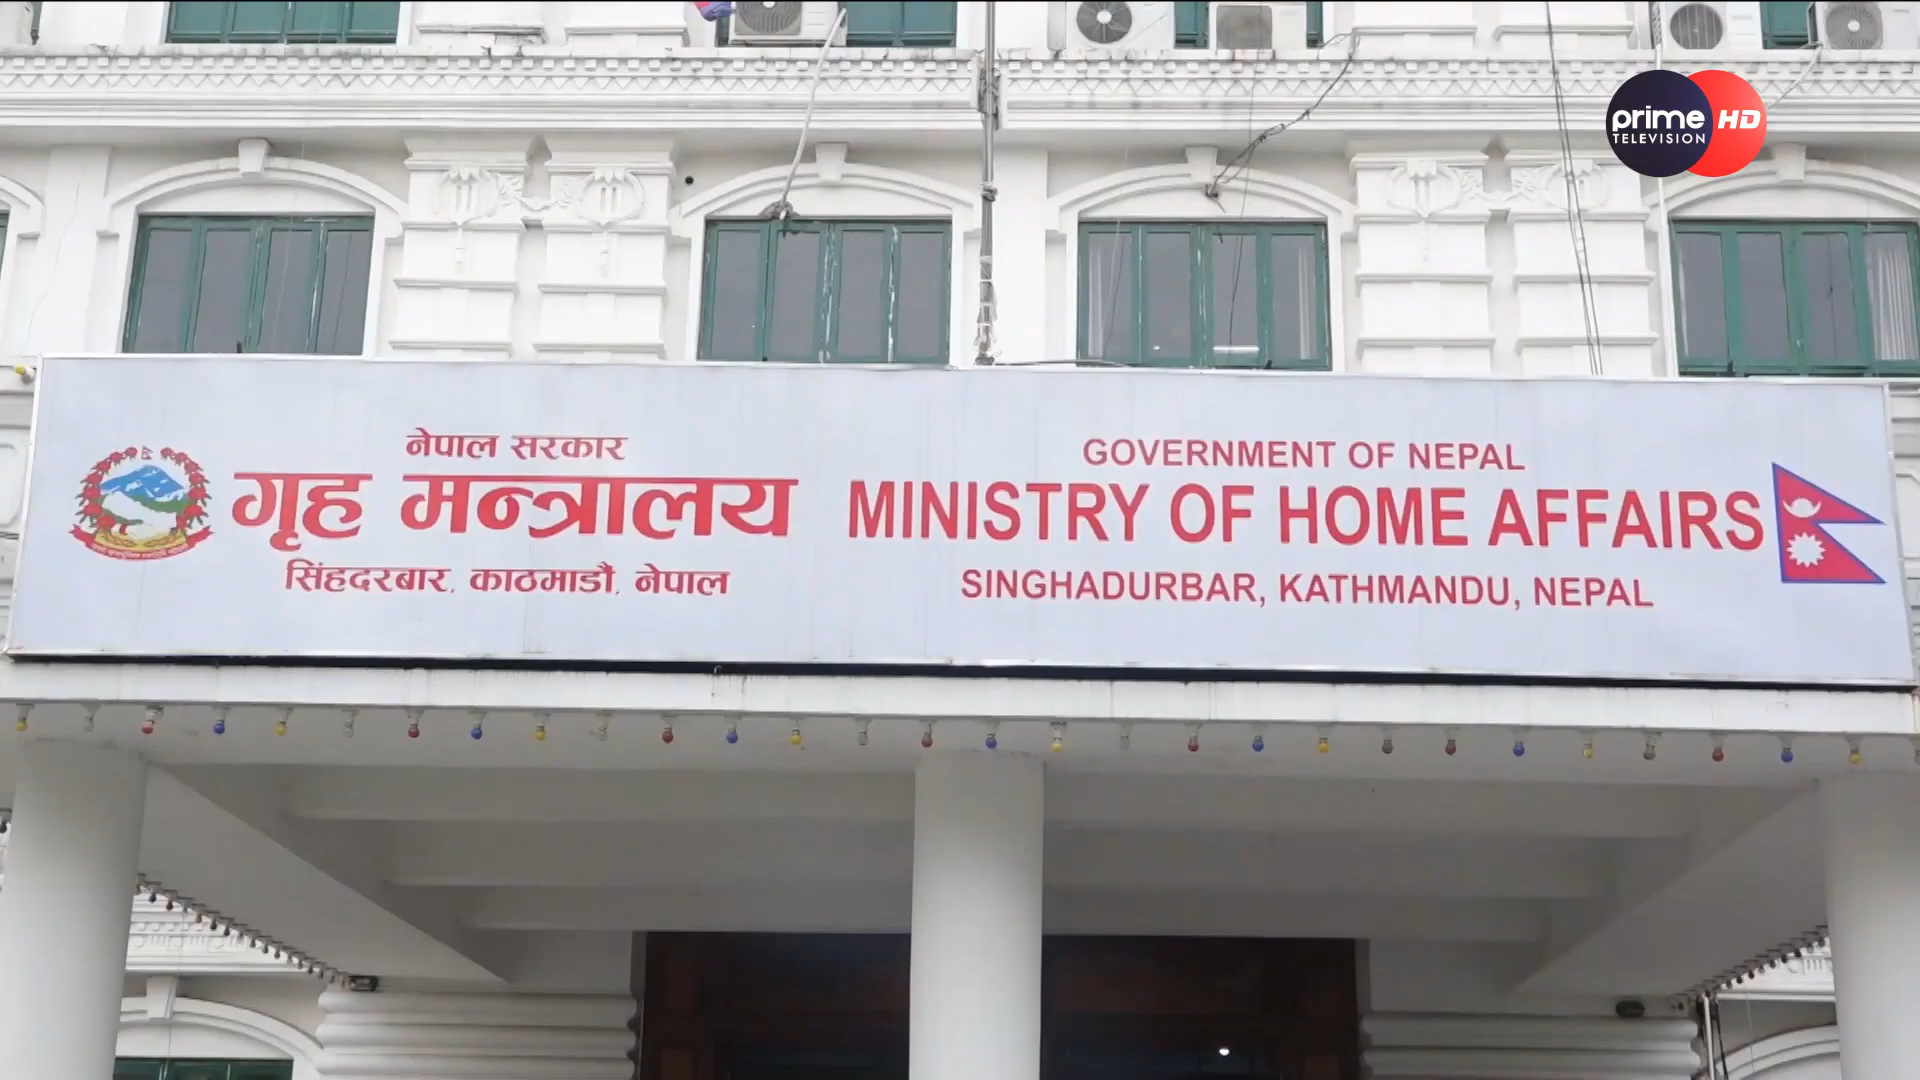 prime HD
TELEVISION
नेपाल सरकार
गृह मन्त्रालय
सिंहदरबार, काठमाडौं, नेपाल
GOVERNMENT OF NEPAL
MINISTRY OF HOME AFFAIRS
SINGHADURBAR, KATHMANDU, NEPAL